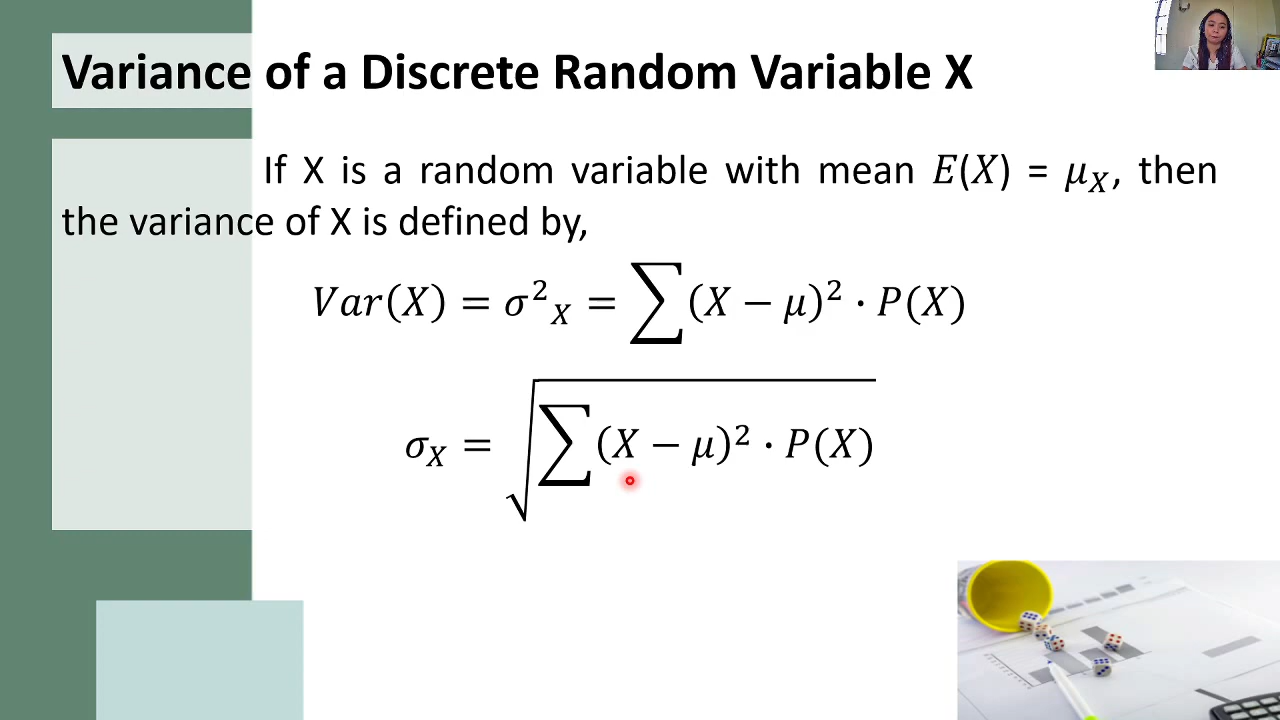 Variance of a Discrete Random Variable X
If X is a random variable with mean E(X) = μ_X, then
the variance of X is defined by,
Var(X) = σ²_X = ∑(X − μ)² · P(X)
σ_X = √(∑(X − μ)² · P(X))